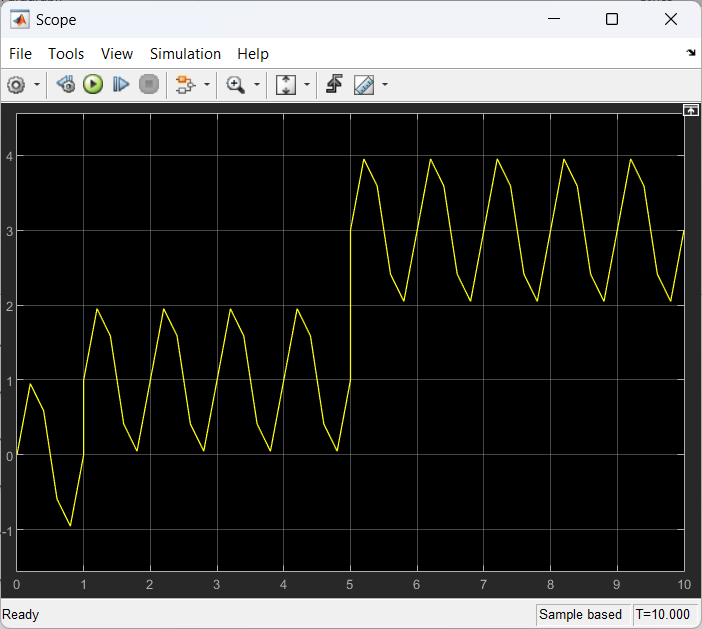 Scope
File Tools View Simulation Help
4
3
2
1
0
-1
0 1 2 3 4 5 6 7 8 9 10
Ready Sample based T=10.000